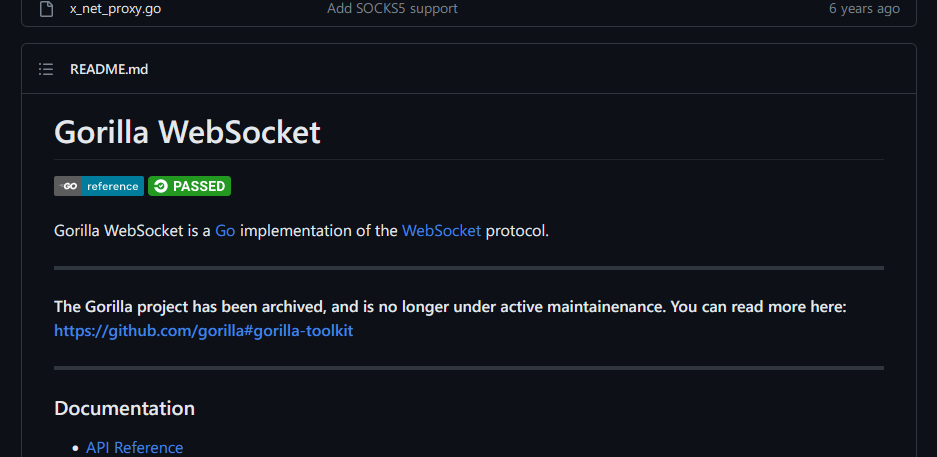 x_net_proxy.go Add SOCKS5 support 6 years ago
README.md
Gorilla WebSocket
GO reference PASSED
Gorilla WebSocket is a Go implementation of the WebSocket protocol.
The Gorilla project has been archived, and is no longer under active maintainenance. You can read more here:
https://github.com/gorilla#gorilla-toolkit
Documentation
• API Reference